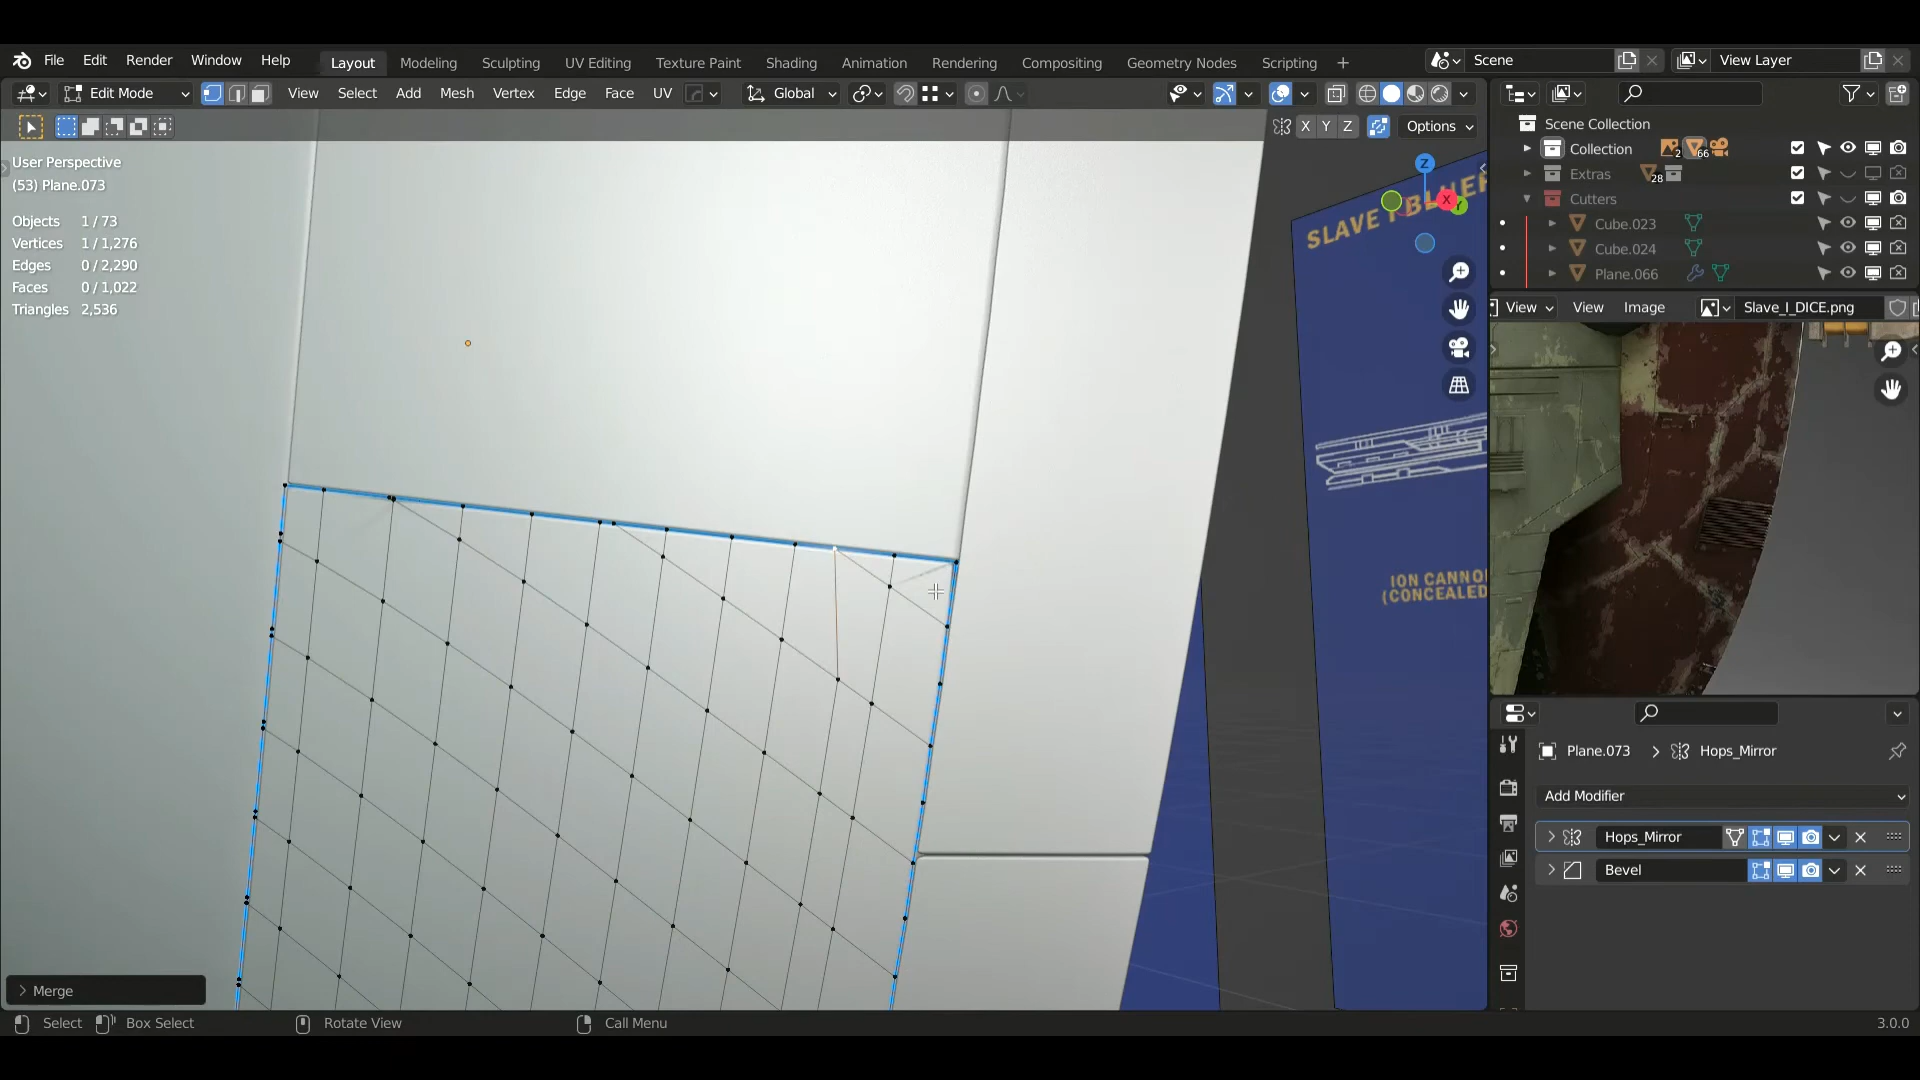 File Edit Render Window Help Layout Modeling Sculpting UV Editing Texture Paint Shading Animation Rendering Compositing Geometry Nodes Scripting + Scene View Layer
Edit Mode View Select Add Mesh Vertex Edge Face UV Global
X Y Z Options
User Perspective
(53) Plane.073
Objects 1 / 73
Vertices 1 / 1,276
Edges 0 / 2,290
Faces 0 / 1,022
Triangles 2,536
Z
X
Y
SLAVE I BLUEPR
ION CANNO
(CONCEALED
Scene Collection
Collection 2 66
Extras 28
Cutters
Cube.023
Cube.024
Plane.066
View View Image Slave_I_DICE.png
Plane.073 > Hops_Mirror
Add Modifier
Hops_Mirror
Bevel
Merge
Select Box Select Rotate View Call Menu 3.0.0